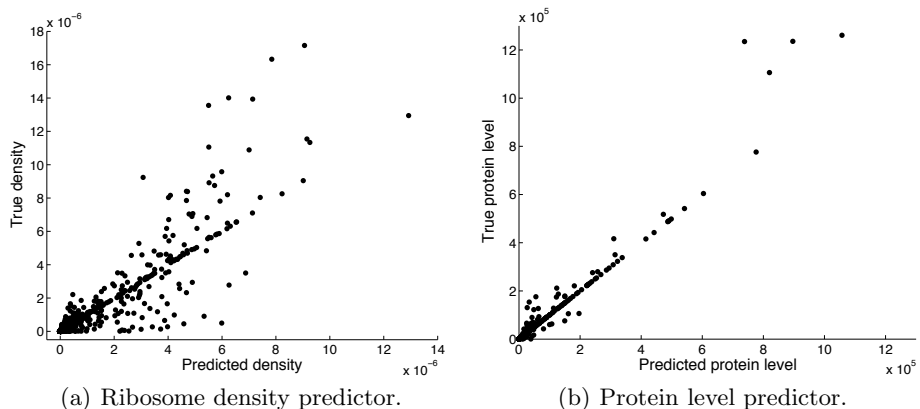 x 10⁻⁶
18
16
14
12
10
8
6
4
2
0
True density
0 2 4 6 8 10 12 14
Predicted density
x 10⁻⁶
(a) Ribosome density predictor.
x 10⁵
12
10
8
6
4
2
0
True protein level
0 2 4 6 8 10 12
Predicted protein level
x 10⁵
(b) Protein level predictor.